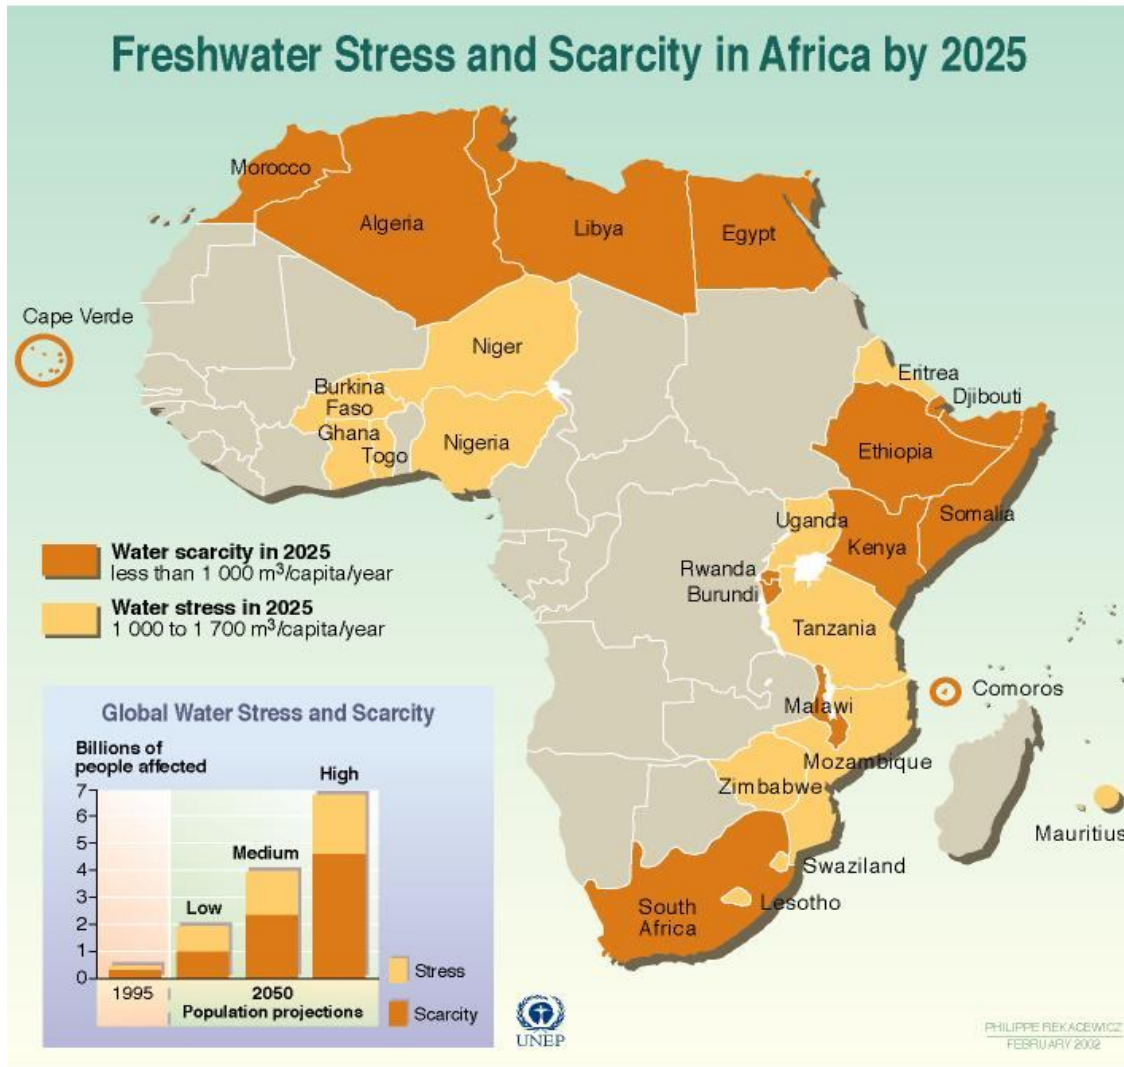 Freshwater Stress and Scarcity in Africa by 2025
Morocco
Algeria
Libya
Egypt
Cape Verde
Niger
Burkina
Faso
Eritrea
Djibouti
Ghana
Togo
Nigeria
Ethiopia
Somalia
Uganda
Kenya
Rwanda
Burundi
Tanzania
Comoros
Malawi
Mozambique
Zimbabwe
Mauritius
Swaziland
Lesotho
South
Africa
Water scarcity in 2025
less than 1 000 m³/capita/year
Water stress in 2025
1 000 to 1 700 m³/capita/year
Global Water Stress and Scarcity
Billions of
people affected
7
6
5
4
3
2
1
0
Low
Medium
High
1995
2050
Population projections
Stress
Scarcity
UNEP
PHILIPPE REKACEWICZ
FEBRUARY 2002